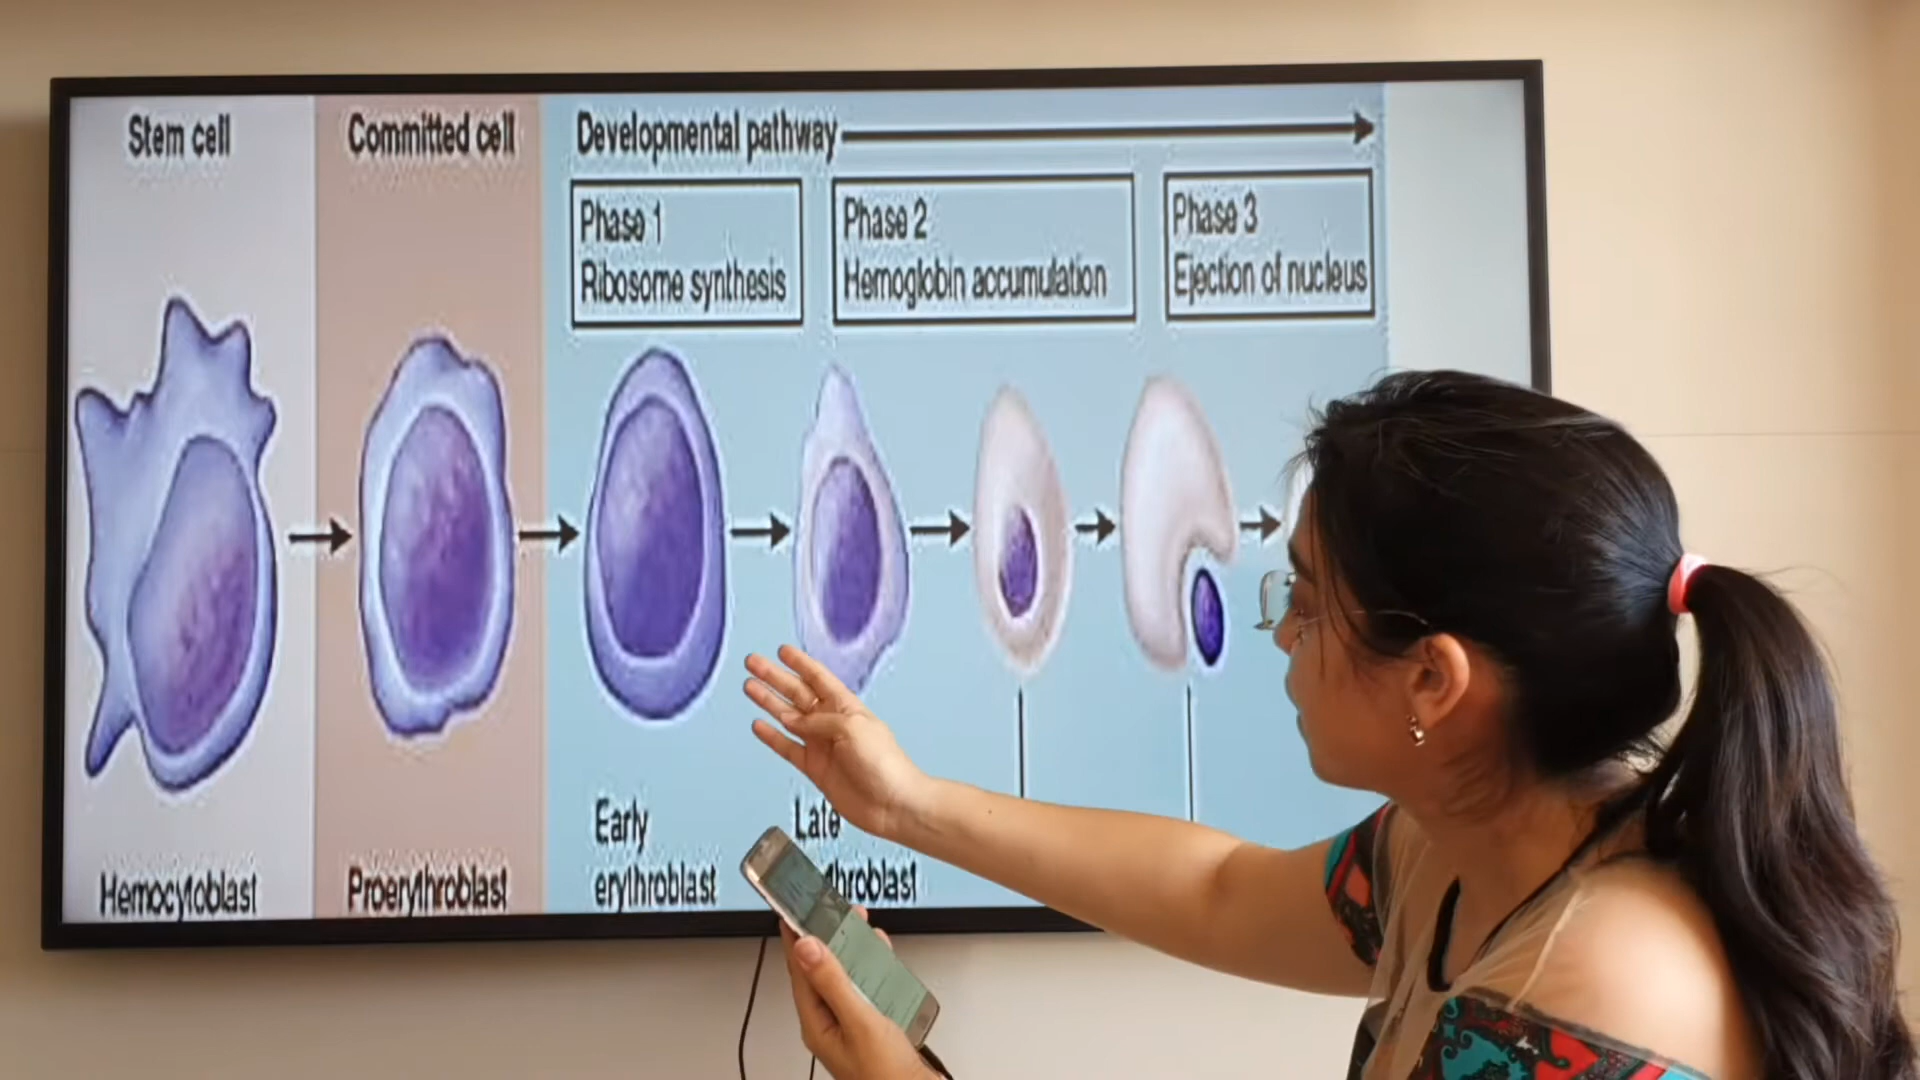 Stem cell
Committed cell
Developmental pathway
Phase 1
Ribosome synthesis
Phase 2
Hemoglobin accumulation
Phase 3
Ejection of nucleus
Hemocytoblast
Proerythroblast
Early
erythroblast
Late
throblast